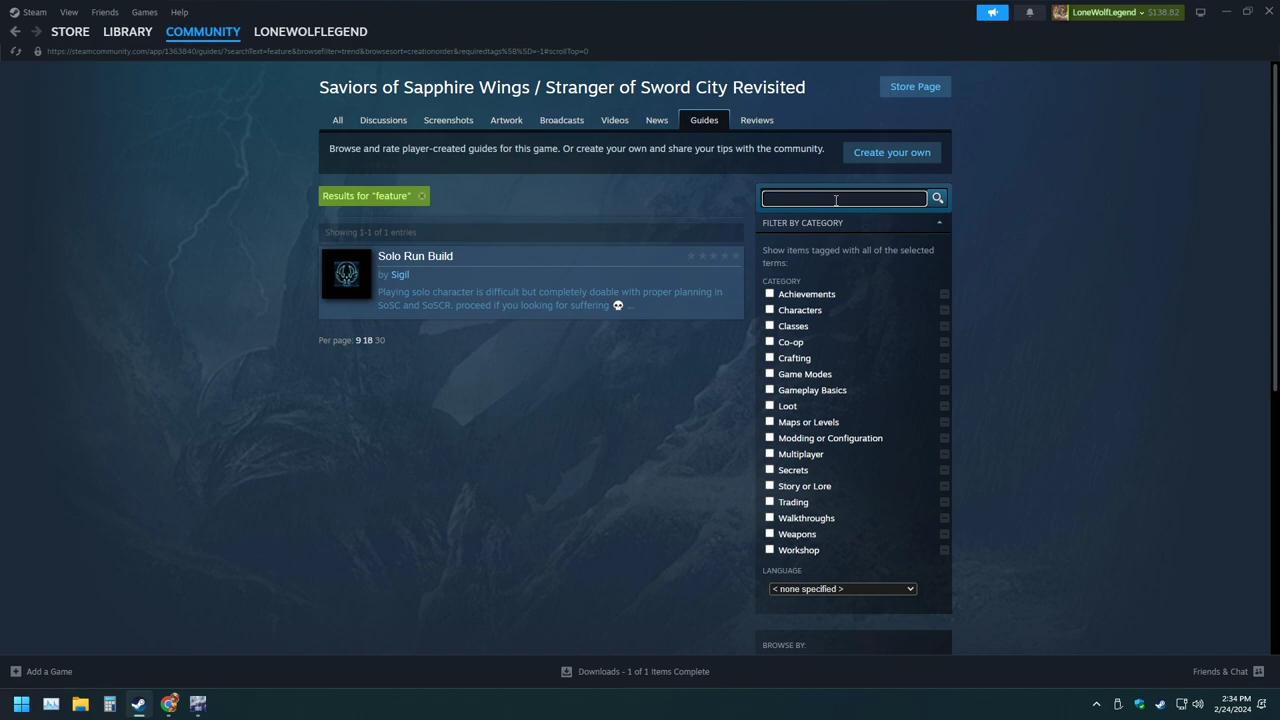 Steam View Friends Games Help
LoneWolfLegend $138.82
STORE LIBRARY COMMUNITY LONEWOLFLEGEND
https://steamcommunity.com/app/1363840/guides/?searchText=feature&browsefilter=trend&browsesort=creationorder&requiredtags%5B%5D=-1#scrollTop=0
Saviors of Sapphire Wings / Stranger of Sword City Revisited
Store Page
All Discussions Screenshots Artwork Broadcasts Videos News Guides Reviews
Browse and rate player-created guides for this game. Or create your own and share your tips with the community.
Create your own
Results for "feature"
Showing 1-1 of 1 entries
Solo Run Build
by Sigil
Playing solo character is difficult but completely doable with proper planning in
SoSC and SoSCR. proceed if you looking for suffering 💀 ...
Per page: 9 18 30
FILTER BY CATEGORY
Show items tagged with all of the selected
terms:
CATEGORY
Achievements
Characters
Classes
Co-op
Crafting
Game Modes
Gameplay Basics
Loot
Maps or Levels
Modding or Configuration
Multiplayer
Secrets
Story or Lore
Trading
Walkthroughs
Weapons
Workshop
LANGUAGE
< none specified >
BROWSE BY:
Add a Game
Downloads - 1 of 1 Items Complete
Friends & Chat
2:34 PM
2/24/2024